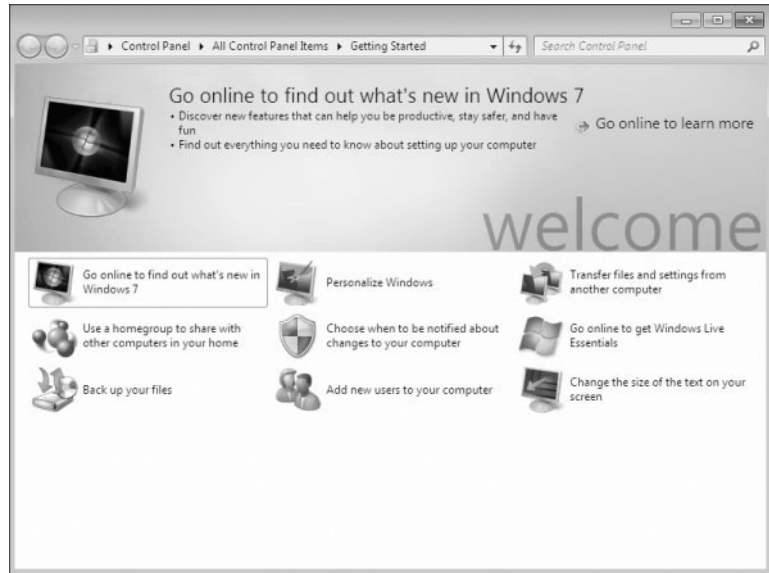 Control Panel ▸ All Control Panel Items ▸ Getting Started
Search Control Panel
Go online to find out what's new in Windows 7
• Discover new features that can help you be productive, stay safer, and have
fun
• Find out everything you need to know about setting up your computer
Go online to learn more
welcome
Go online to find out what's new in
Windows 7
Personalize Windows
Transfer files and settings from
another computer
Use a homegroup to share with
other computers in your home
Choose when to be notified about
changes to your computer
Go online to get Windows Live
Essentials
Back up your files
Add new users to your computer
Change the size of the text on your
screen